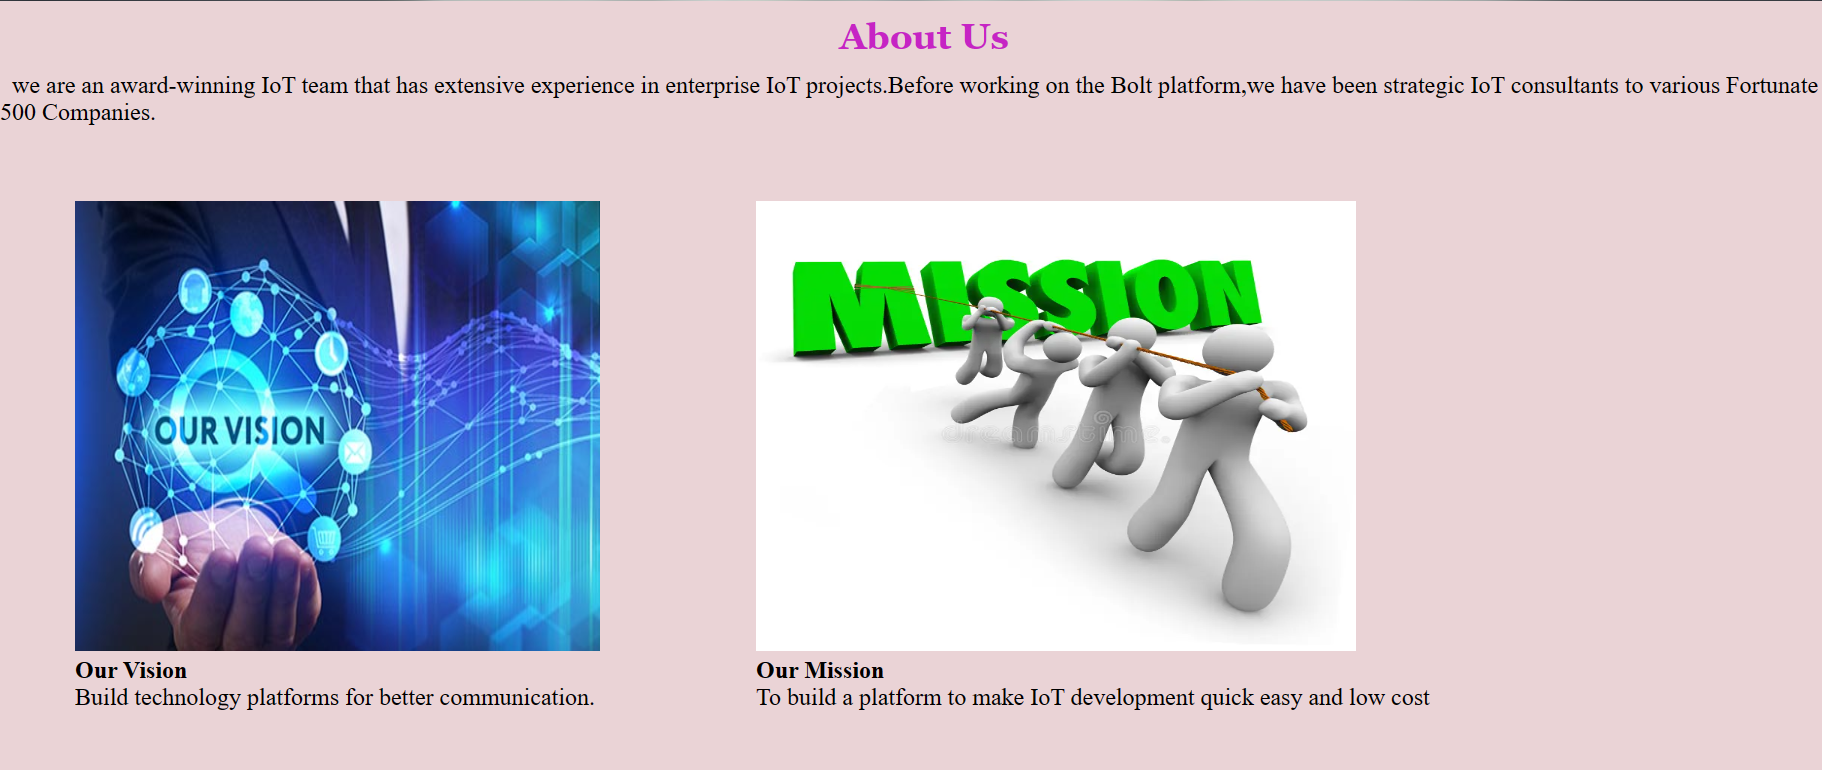 About Us
we are an award-winning IoT team that has extensive experience in enterprise IoT projects.Before working on the Bolt platform,we have been strategic IoT consultants to various Fortunate
500 Companies.
OUR VISION
MISSION
dreamstime.
Our Vision
Build technology platforms for better communication.
Our Mission
To build a platform to make IoT development quick easy and low cost